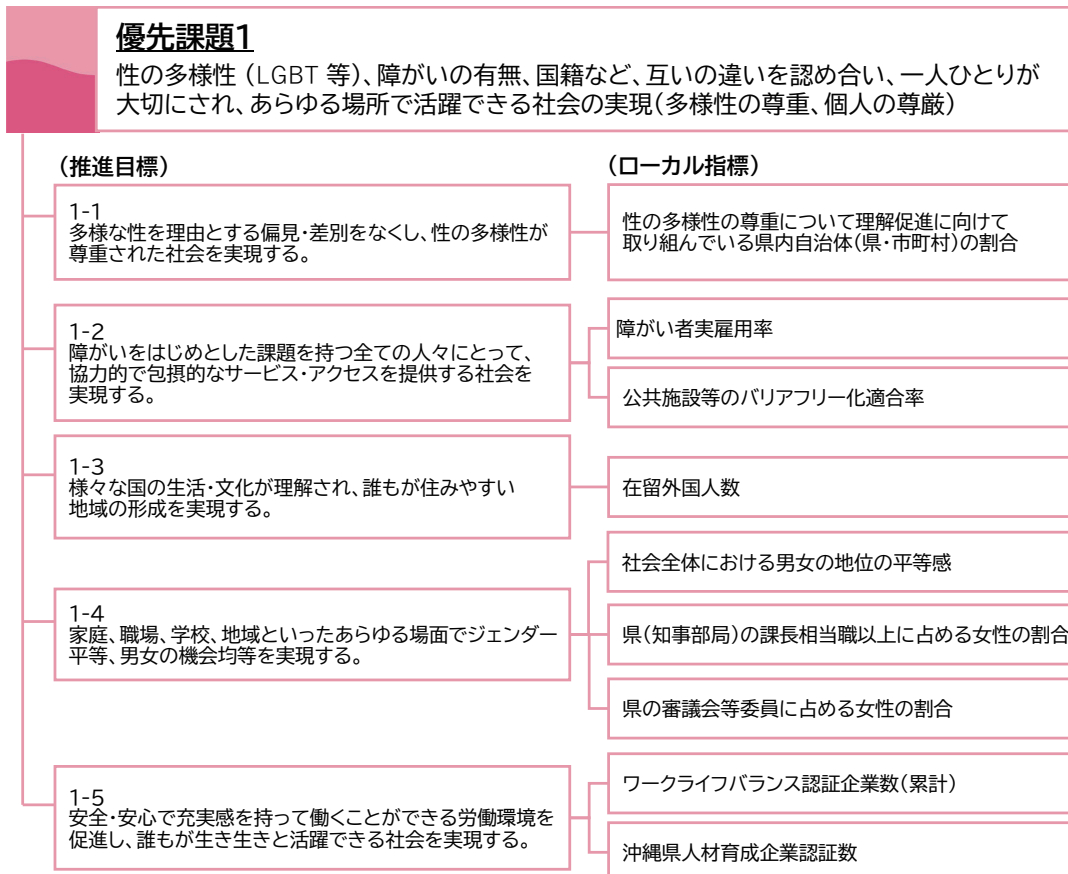 優先課題1
性の多様性 (LGBT 等)、障がいの有無、国籍など、互いの違いを認め合い、一人ひとりが
大切にされ、あらゆる場所で活躍できる社会の実現(多様性の尊重、個人の尊厳)
(推進目標)
(ローカル指標)
1-1
多様な性を理由とする偏見・差別をなくし、性の多様性が
尊重された社会を実現する。
性の多様性の尊重について理解促進に向けて
取り組んでいる県内自治体(県・市町村)の割合
1-2
障がいをはじめとした課題を持つ全ての人々にとって、
協力的で包摂的なサービス・アクセスを提供する社会を
実現する。
障がい者実雇用率
公共施設等のバリアフリー化適合率
1-3
様々な国の生活・文化が理解され、誰もが住みやすい
地域の形成を実現する。
在留外国人数
1-4
家庭、職場、学校、地域といったあらゆる場面でジェンダー
平等、男女の機会均等を実現する。
社会全体における男女の地位の平等感
県(知事部局)の課長相当職以上に占める女性の割合
県の審議会等委員に占める女性の割合
1-5
安全・安心で充実感を持って働くことができる労働環境を
促進し、誰もが生き生きと活躍できる社会を実現する。
ワークライフバランス認証企業数(累計)
沖縄県人材育成企業認証数